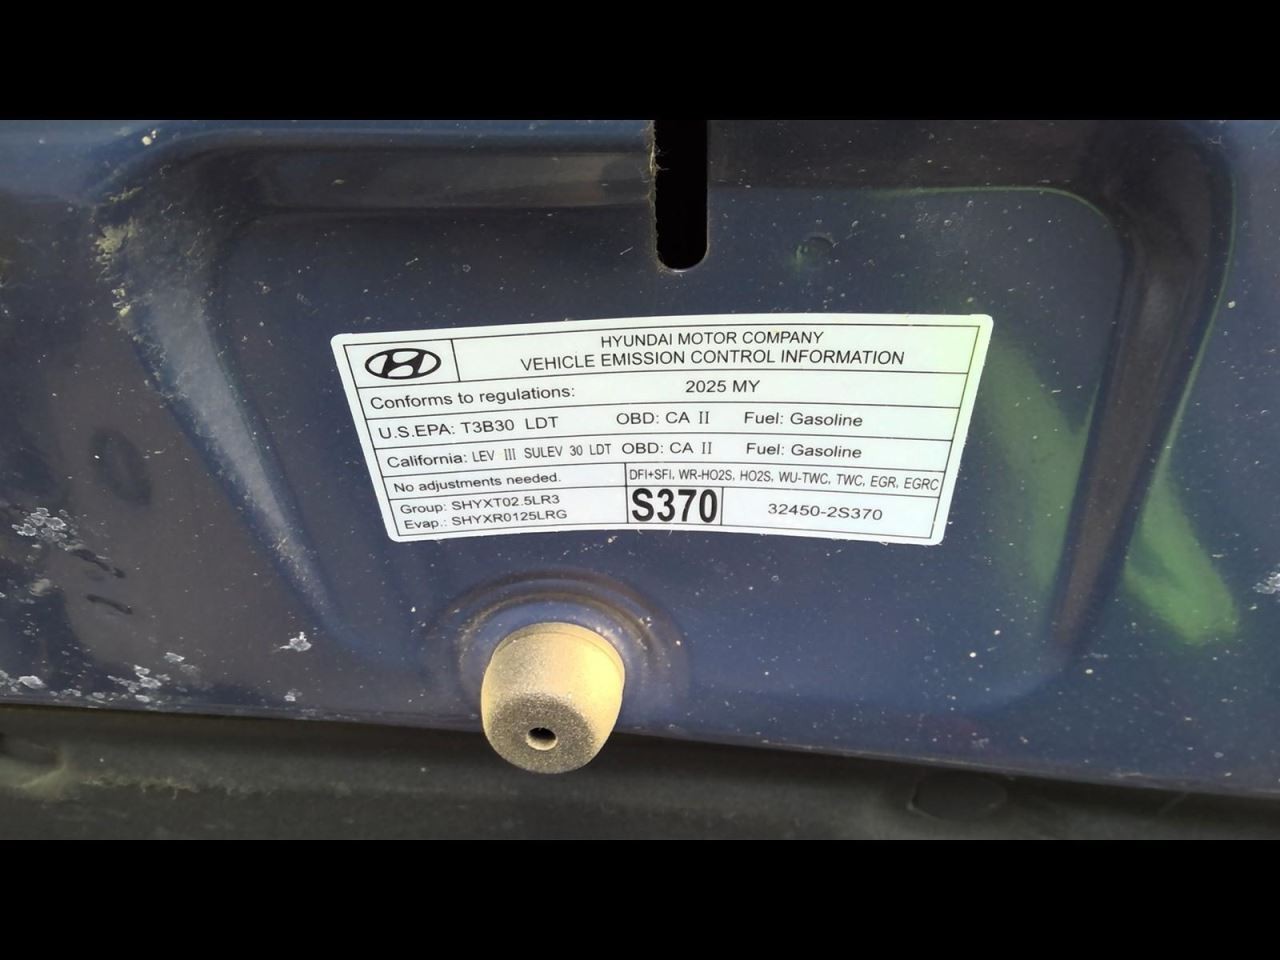 HYUNDAI MOTOR COMPANY
VEHICLE EMISSION CONTROL INFORMATION
Conforms to regulations: 2025 MY
U.S.EPA: T3B30 LDT OBD: CA II Fuel: Gasoline
California: LEV III SULEV 30 LDT OBD: CA II Fuel: Gasoline
No adjustments needed. DFI+SFI, WR-HO2S, HO2S, WU-TWC, TWC, EGR, EGRC
Group: SHYXT02.5LR3
Evap.: SHYXR0125LRG
S370
32450-2S370